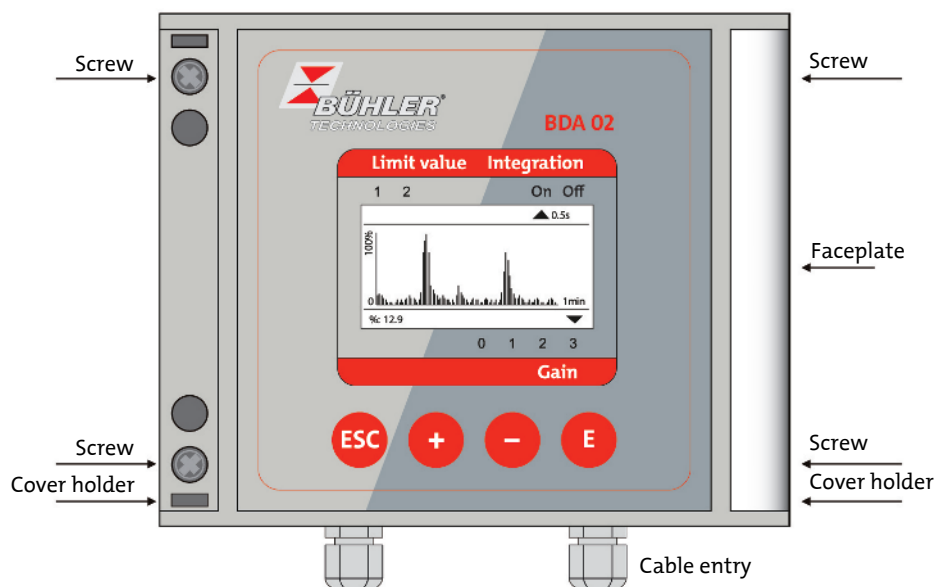 Screw
Screw
BÜHLER®
TECHNOLOGIES
BDA 02
Limit value Integration
1 2 On Off
0.5s
100%
Faceplate
0 1min
%: 12.9
0 1 2 3
Gain
ESC + - E
Screw
Screw
Cover holder
Cover holder
Cable entry